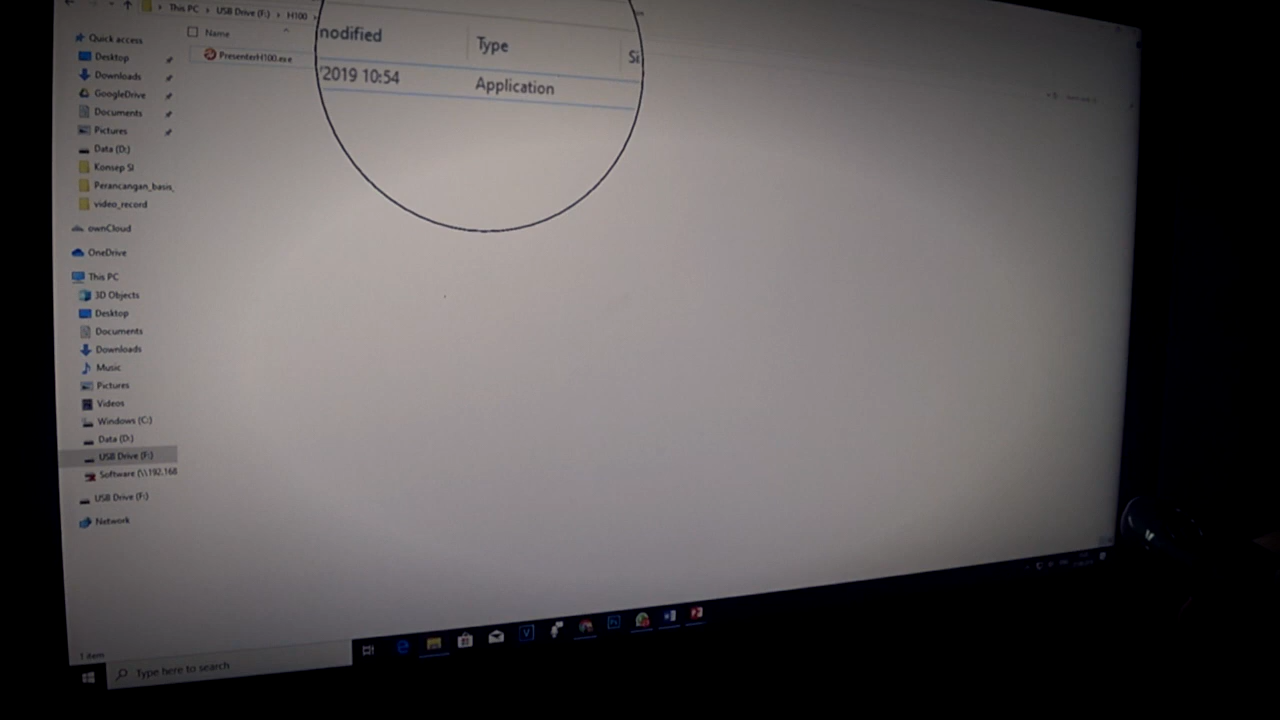 This PC › USB Drive (F:) › H100 ›
Name
nodified
Type
Si
PresenterH100.exe
'2019 10:54
Application
Quick access
Desktop
Downloads
GoogleDrive
Documents
Pictures
Data (D:)
Konsep SI
Perancangan_basis_
video_record
ownCloud
OneDrive
This PC
3D Objects
Desktop
Documents
Downloads
Music
Pictures
Videos
Windows (C:)
Data (D:)
USB Drive (F:)
Software (\\192.168
USB Drive (F:)
Network
1 item
Type here to search